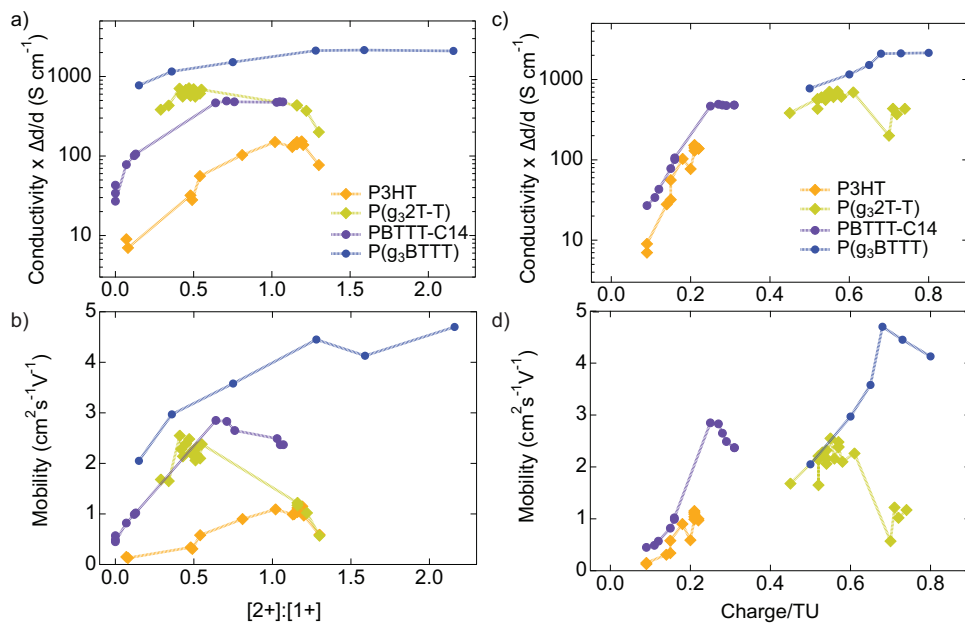 a)
Conductivity x Δd/d (S cm⁻¹)
1000
100
10
P3HT
P(g₃2T-T)
PBTTT-C14
P(g₃BTTT)
0.0 0.5 1.0 1.5 2.0
b)
Mobility (cm²s⁻¹V⁻¹)
5
4
3
2
1
0
0.0 0.5 1.0 1.5 2.0
[2+]:[1+]
c)
Conductivity x Δd/d (S cm⁻¹)
1000
100
10
P3HT
P(g₃2T-T)
PBTTT-C14
P(g₃BTTT)
0.0 0.2 0.4 0.6 0.8
d)
Mobility (cm²s⁻¹V⁻¹)
5
4
3
2
1
0
0.0 0.2 0.4 0.6 0.8
Charge/TU